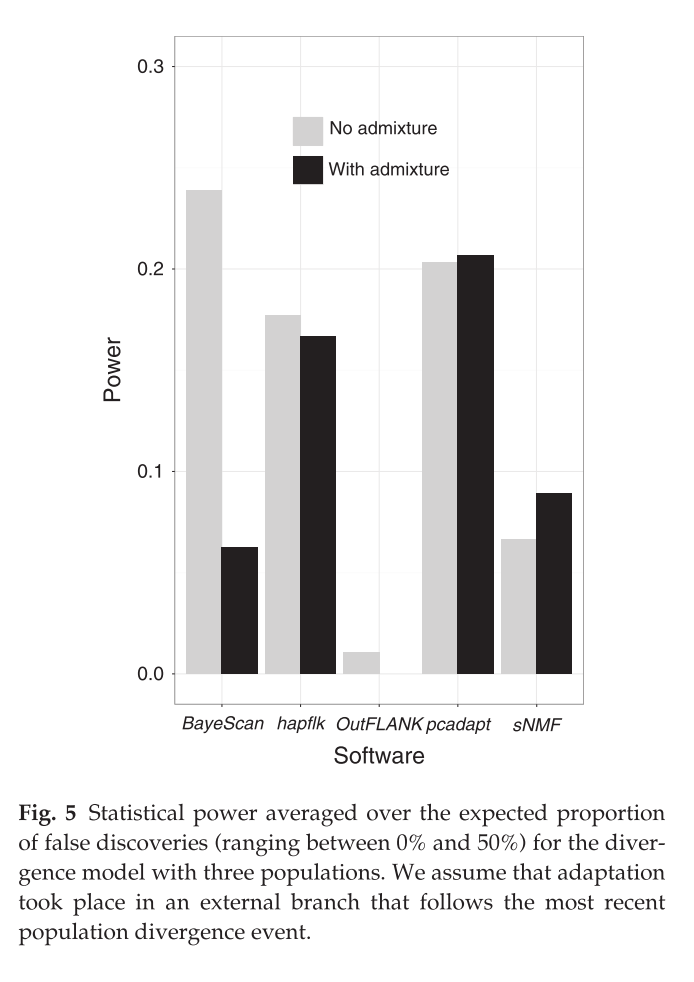 0.3
No admixture
With admixture
0.2
Power
0.1
0.0
BayeScan hapflk OutFLANK pcadapt sNMF
Software
Fig. 5 Statistical power averaged over the expected proportion
of false discoveries (ranging between 0% and 50%) for the diver-
gence model with three populations. We assume that adaptation
took place in an external branch that follows the most recent
population divergence event.